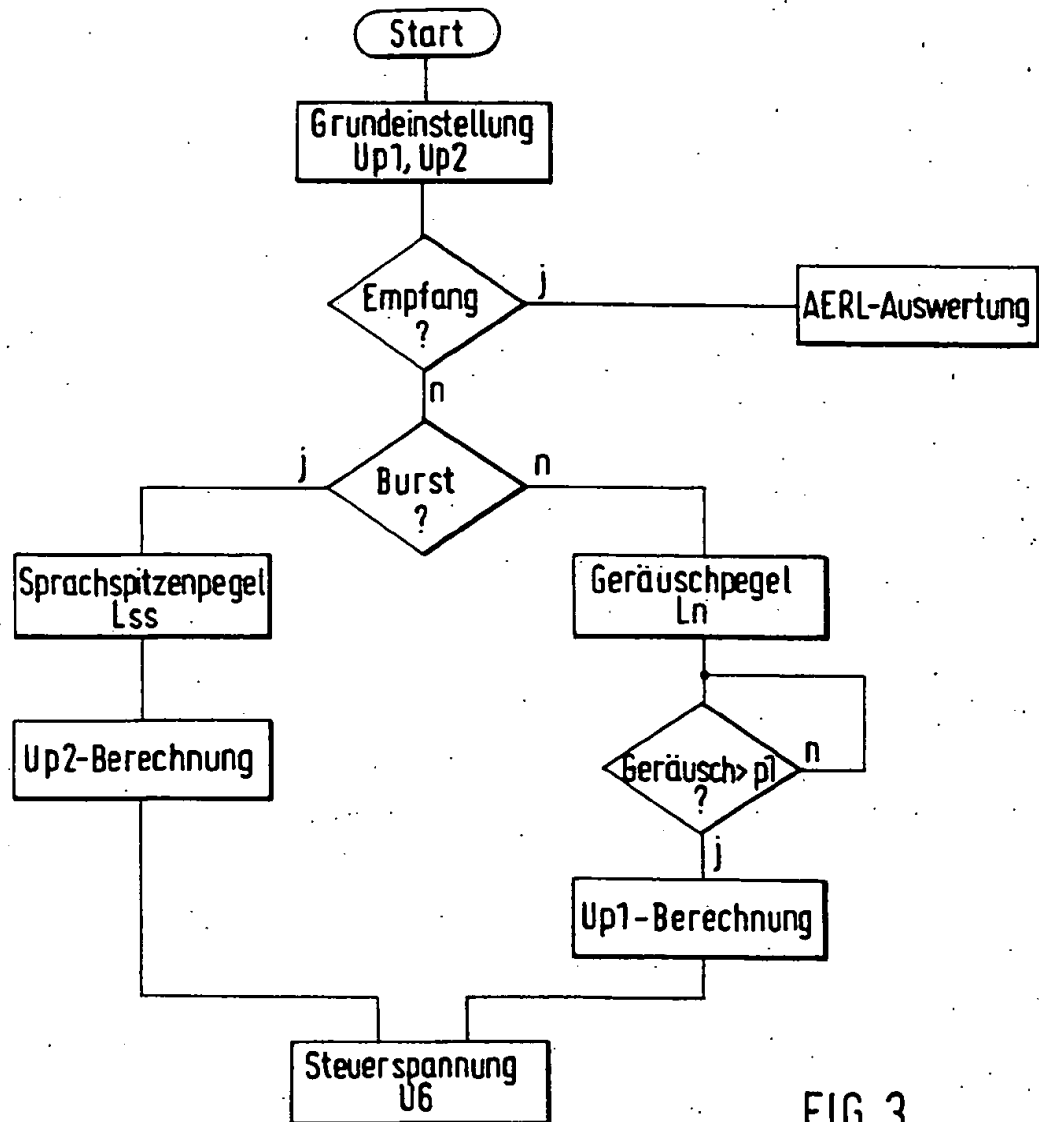 Start
Grundeinstellung
Up1, Up2
Empfang
?
j
AERL-Auswertung
n
j
Burst
?
n
Sprachspitzenpegel
Lss
Geräuschpegel
Ln
Up2-Berechnung
Geräusch> p1
?
n
j
Up1-Berechnung
Steuerspannung
U6
FIG. 3